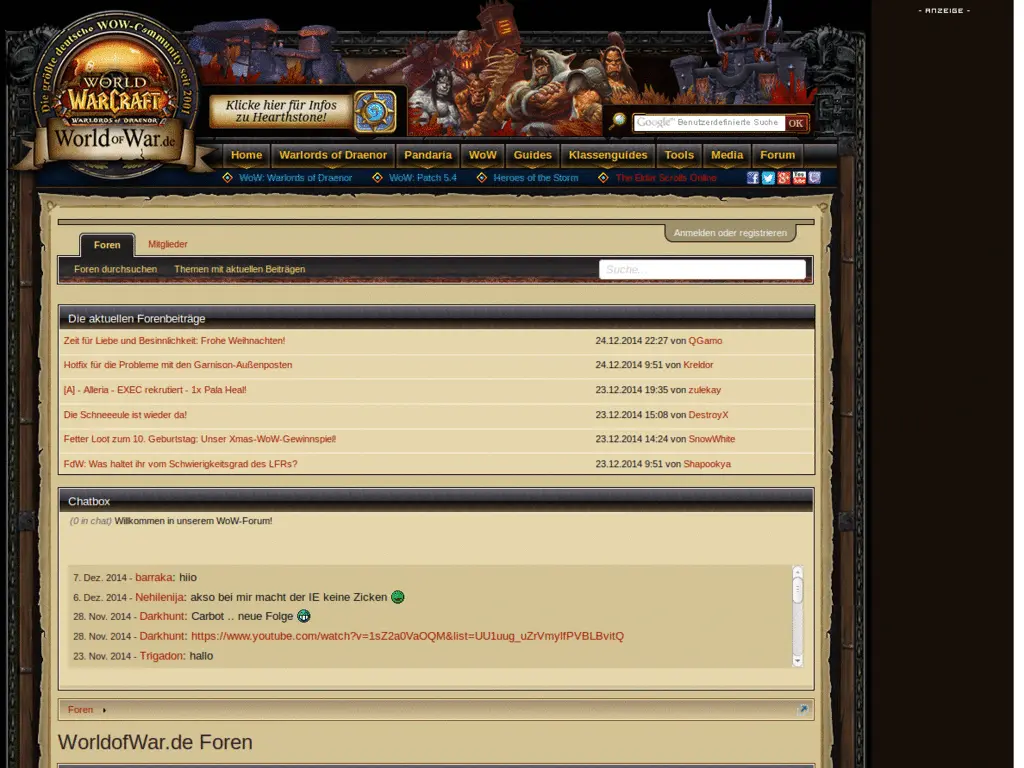 - ANZEIGE -
Die größte deutsche WOW-Community seit 2001
WORLD
WARCRAFT
WARLORDS OF DRAENOR
WorldOFWar.de
Klicke hier für Infos
zu Hearthstone!
Google™ Benutzerdefinierte Suche OK
Home Warlords of Draenor Pandaria WoW Guides Klassenguides Tools Media Forum
WoW: Warlords of Draenor WoW: Patch 5.4 Heroes of the Storm The Elder Scrolls Online
Anmelden oder registrieren
Foren Mitglieder
Foren durchsuchen Themen mit aktuellen Beiträgen Suche...
Die aktuellen Forenbeiträge
Zeit für Liebe und Besinnlichkeit: Frohe Weihnachten! 24.12.2014 22:27 von QGamo
Hotfix für die Probleme mit den Garnison-Außenposten 24.12.2014 9:51 von Kreldor
[A] - Alleria - EXEC rekrutiert - 1x Pala Heal! 23.12.2014 19:35 von zulekay
Die Schneeeule ist wieder da! 23.12.2014 15:08 von DestroyX
Fetter Loot zum 10. Geburtstag: Unser Xmas-WoW-Gewinnspiel! 23.12.2014 14:24 von SnowWhite
FdW: Was haltet ihr vom Schwierigkeitsgrad des LFRs? 23.12.2014 9:51 von Shapookya
Chatbox
(0 in chat) Willkommen in unserem WoW-Forum!
7. Dez. 2014 - barraka: hiio
6. Dez. 2014 - Nehilenija: akso bei mir macht der IE keine Zicken
28. Nov. 2014 - Darkhunt: Carbot .. neue Folge
28. Nov. 2014 - Darkhunt: https://www.youtube.com/watch?v=1sZ2a0VaOQM&list=UU1uug_uZrVmylfPVBLBvitQ
23. Nov. 2014 - Trigadon: hallo
Foren
WorldofWar.de Foren